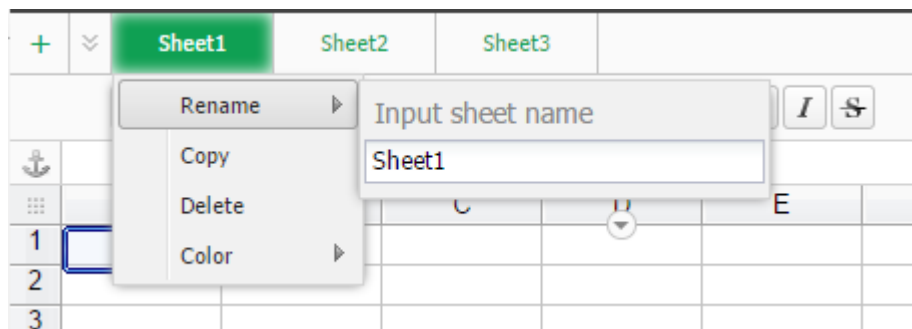 + Sheet1 Sheet2 Sheet3
Rename Input sheet name I S
Copy Sheet1
Delete C D E
1
Color
2
3